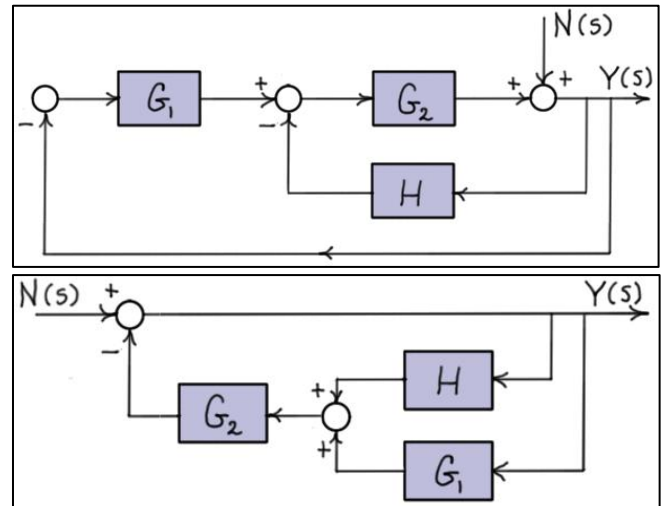 N(s)
+ + + Y(s)
G₁ G₂
- -
H
N(s) + Y(s)
-
H
+
G₂
+
G₁